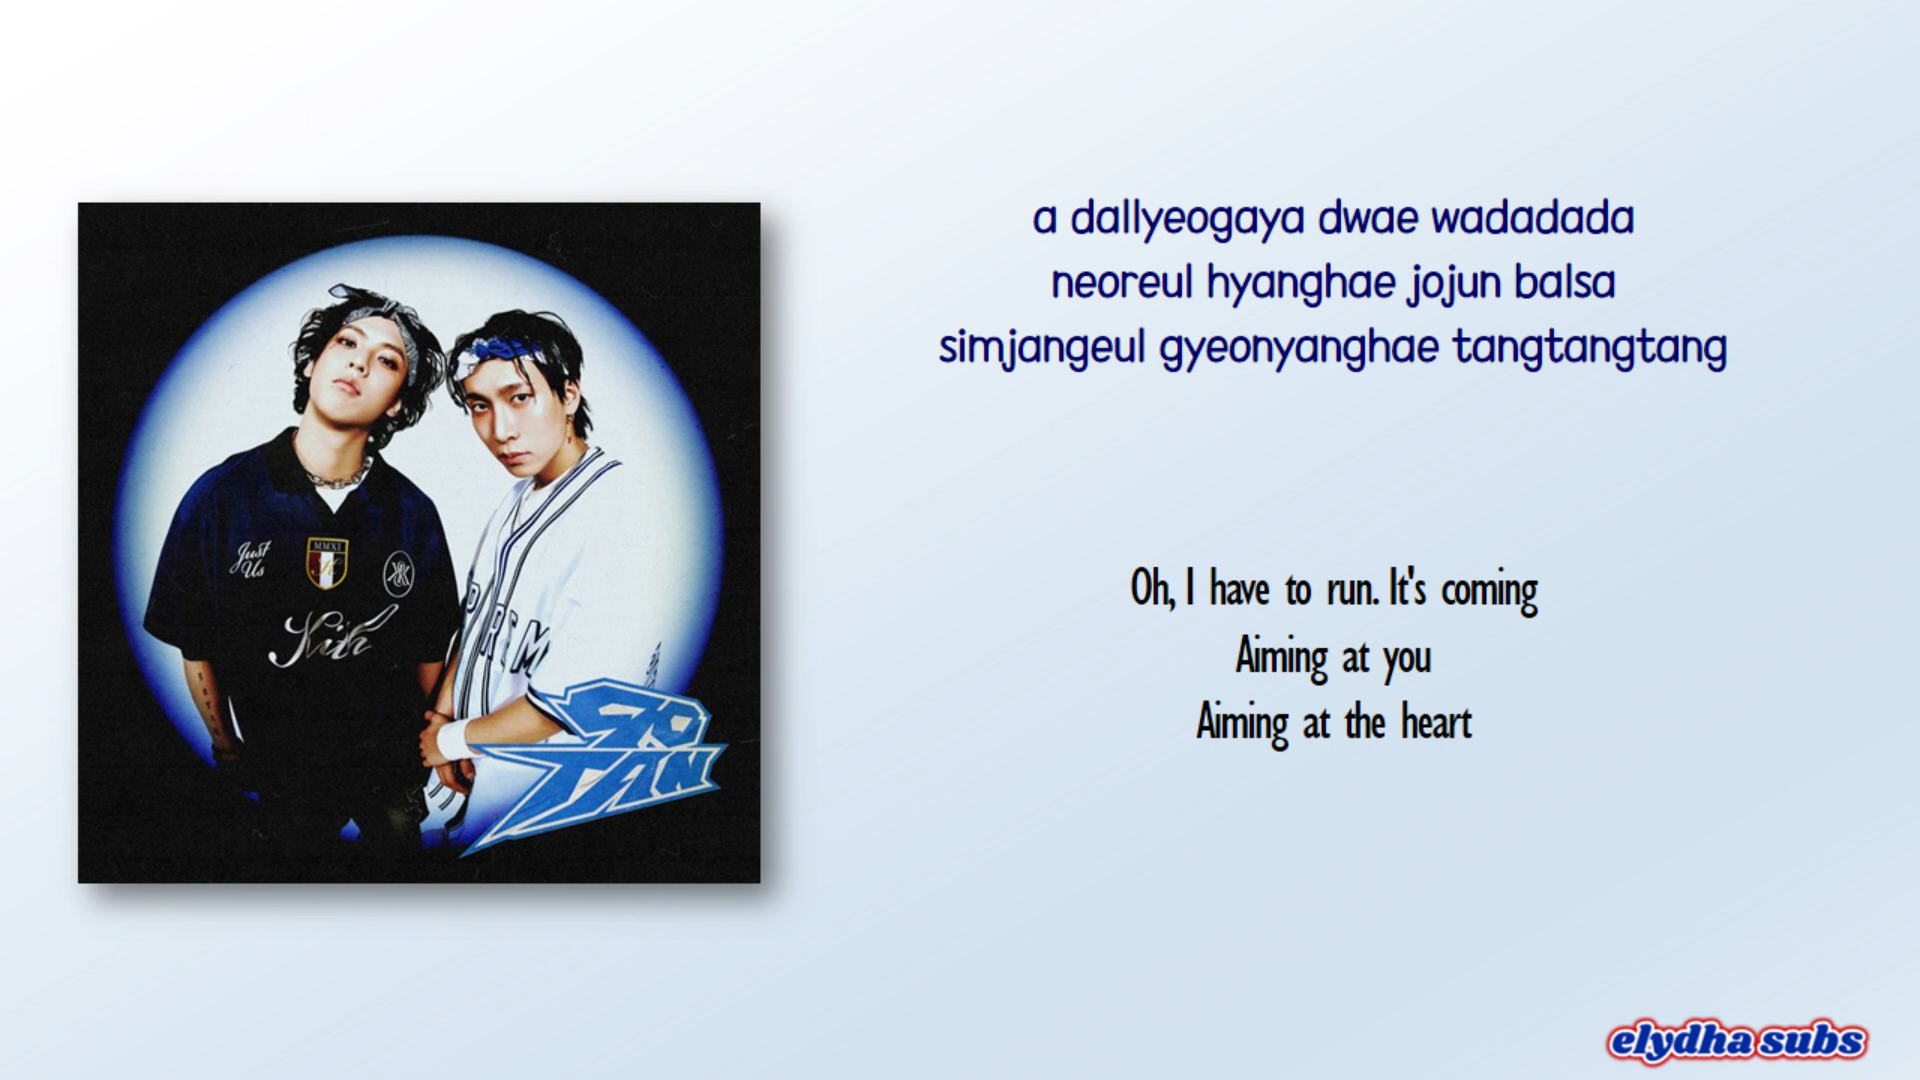 a dallyeogaya dwae wadadada
neoreul hyanghae jojun balsa
simjangeul gyeonyanghae tangtangtang
Oh, I have to run. It's coming
Aiming at you
Aiming at the heart
Just
Us
MMXI
K
Kith
TAN
elydha subs